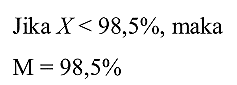 Jika X < 98,5%, maka
M = 98,5%